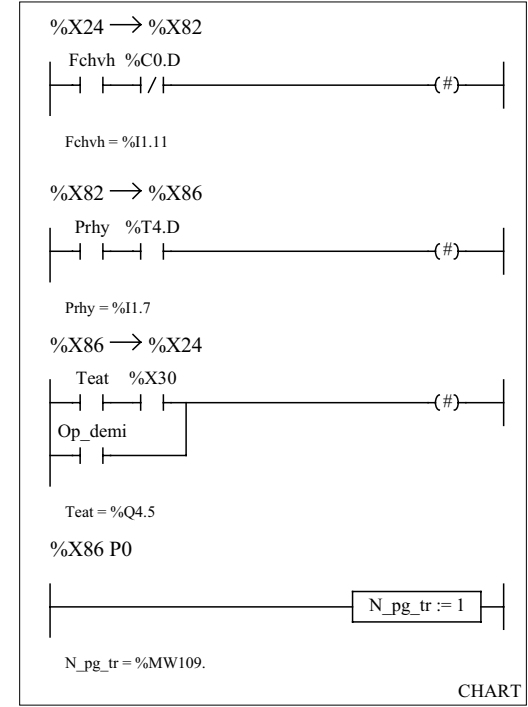 %X24 → %X82
Fchvh %C0.D
(#)
Fchvh = %I1.11
%X82 → %X86
Prhy %T4.D
(#)
Prhy = %I1.7
%X86 → %X24
Teat %X30
(#)
Op_demi
Teat = %Q4.5
%X86 P0
N_pg_tr := 1
N_pg_tr = %MW109.
CHART